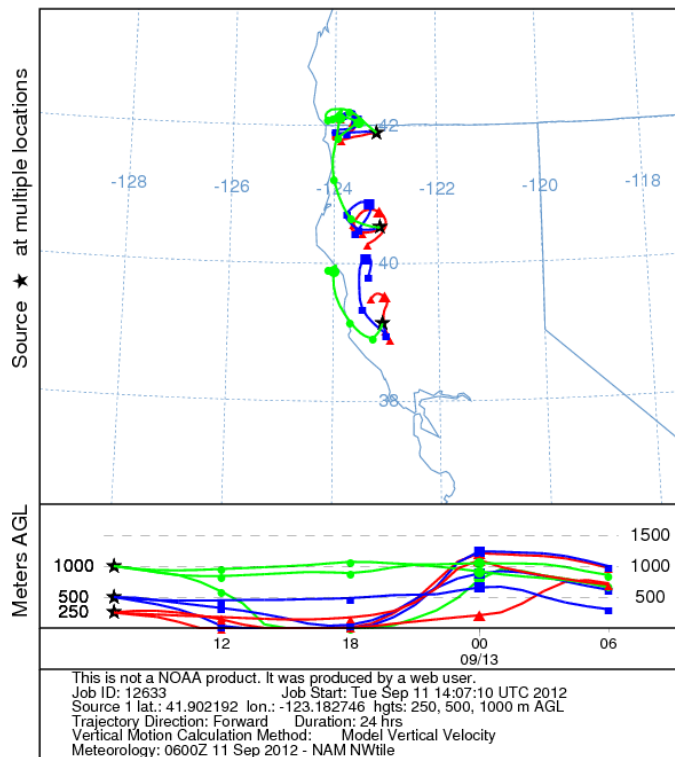 Source ★ at multiple locations
42
-128
-126
-124
-122
-120
-118
40
38
Meters AGL
1500
1000
1000
500
500
250
12
18
00
06
09/13
This is not a NOAA product. It was produced by a web user.
Job ID: 12633 Job Start: Tue Sep 11 14:07:10 UTC 2012
Source 1 lat.: 41.902192 lon.: -123.182746 hgts: 250, 500, 1000 m AGL
Trajectory Direction: Forward Duration: 24 hrs
Vertical Motion Calculation Method: Model Vertical Velocity
Meteorology: 0600Z 11 Sep 2012 - NAM NWtile